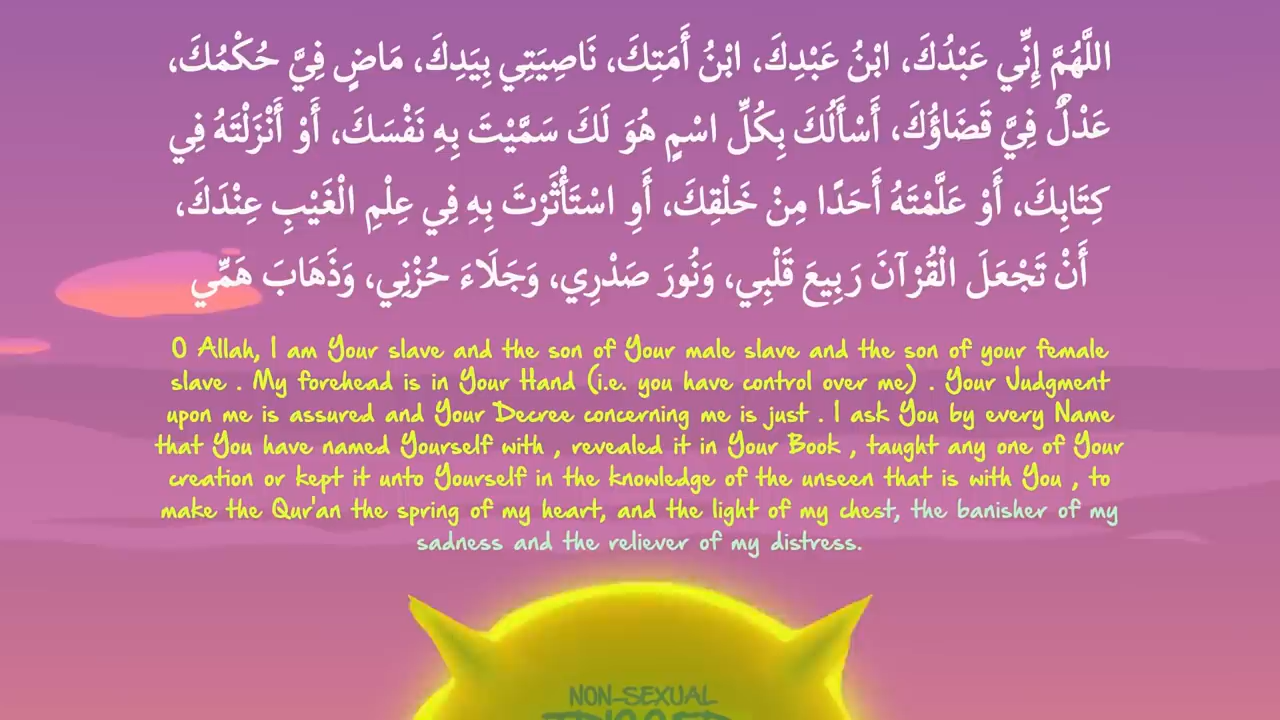 اللَّهُمَّ إِنِّي عَبْدُكَ، ابْنُ عَبْدِكَ، ابْنُ أَمَتِكَ، نَاصِيَتِي بِيَدِكَ، مَاضٍ فِيَّ حُكْمُكَ،
عَدْلٌ فِيَّ قَضَاؤُكَ، أَسْأَلُكَ بِكُلِّ اسْمٍ هُوَ لَكَ سَمَّيْتَ بِهِ نَفْسَكَ، أَوْ أَنْزَلْتَهُ فِي
كِتَابِكَ، أَوْ عَلَّمْتَهُ أَحَدًا مِنْ خَلْقِكَ، أَوِ اسْتَأْثَرْتَ بِهِ فِي عِلْمِ الْغَيْبِ عِنْدَكَ،
أَنْ تَجْعَلَ الْقُرْآنَ رَبِيعَ قَلْبِي، وَنُورَ صَدْرِي، وَجَلَاءَ حُزْنِي، وَذَهَابَ هَمِّي
O Allah, I am Your slave and the son of Your male slave and the son of your female
slave . My forehead is in Your Hand (i.e. you have control over me) . Your Judgment
upon me is assured and Your Decree concerning me is just . I ask You by every Name
that You have named Yourself with , revealed it in Your Book , taught any one of Your
creation or kept it unto Yourself in the knowledge of the unseen that is with You , to
make the Qur'an the spring of my heart, and the light of my chest, the banisher of my
sadness and the reliever of my distress.
NON-SEXUAL